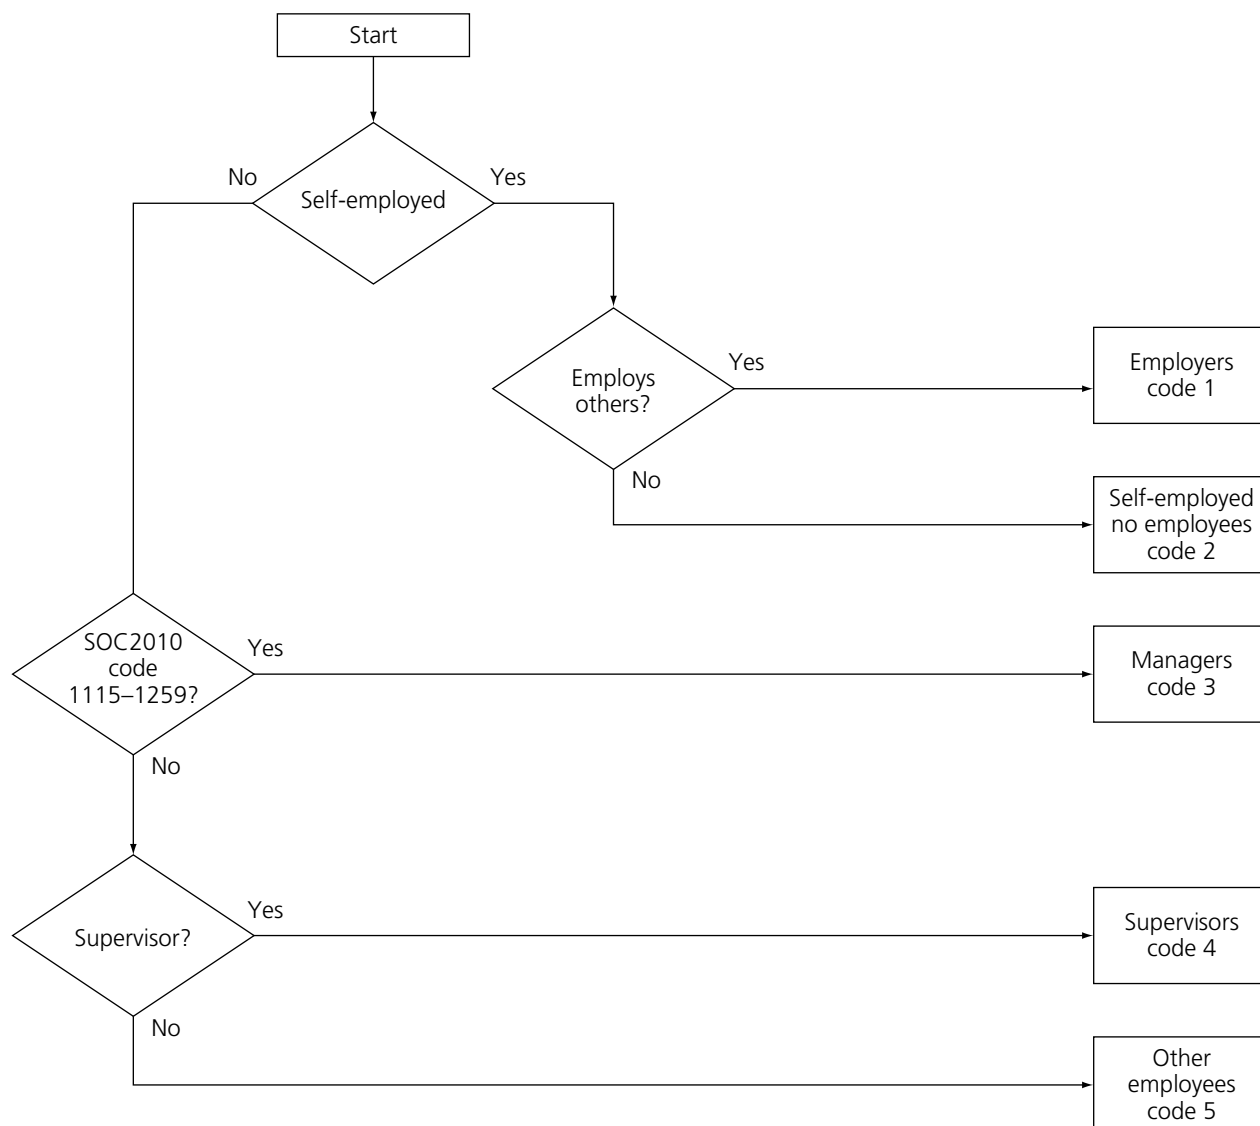 Start
No
Yes
Self-employed
Employs
others?
Yes
Employers
code 1
No
Self-employed
no employees
code 2
SOC2010
code
1115–1259?
Yes
Managers
code 3
No
Supervisor?
Yes
Supervisors
code 4
No
Other
employees
code 5